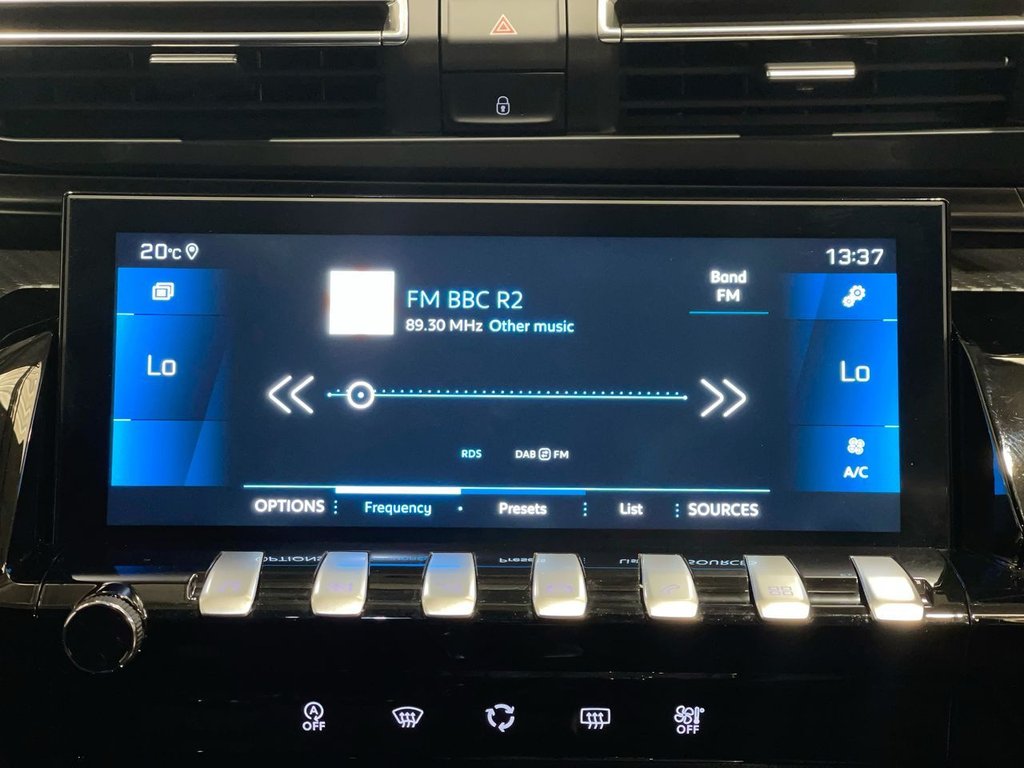 20°C
13:37
FM BBC R2
89.30 MHz Other music
Band
FM
Lo
Lo
RDS
DAB FM
A/C
OPTIONS
Frequency
Presets
List
SOURCES
A
OFF
OFF